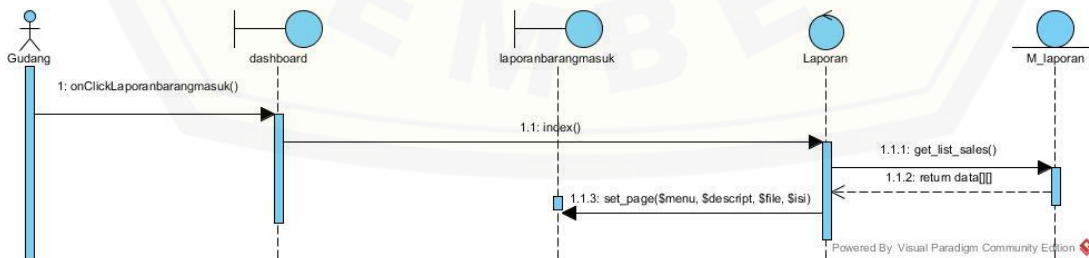 Gudang
dashboard
laporanbarangmasuk
Laporan
M_laporan
1: onClickLaporanbarangmasuk()
1.1: index()
1.1.1: get_list_sales()
1.1.2: return data[][]
1.1.3: set_page($menu, $descript, $file, $isi)
Powered By Visual Paradigm Community Edition